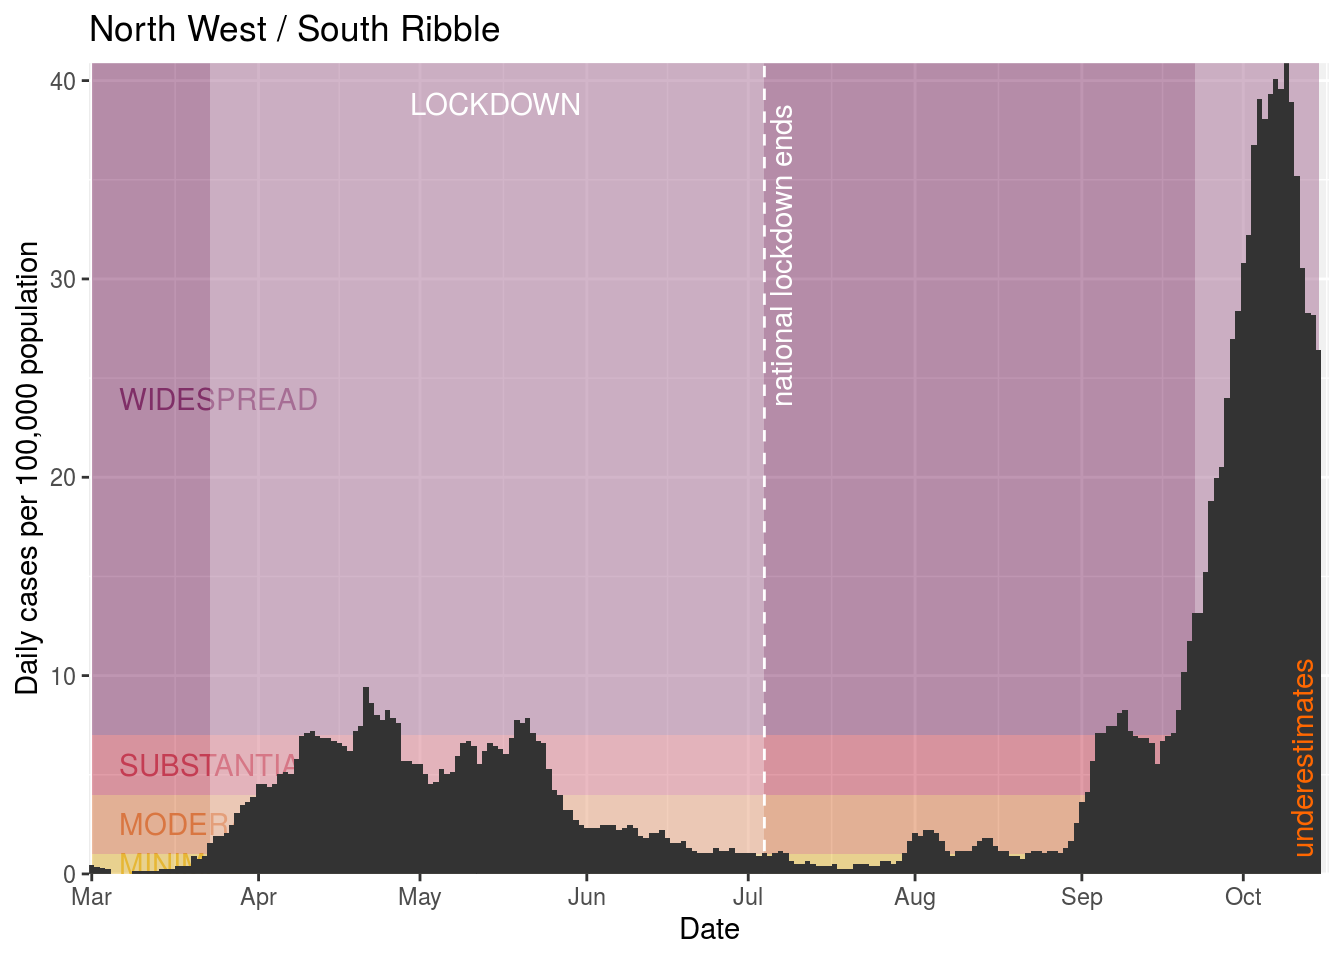 North West / South Ribble
Daily cases per 100,000 population
40
30
20
10
0
LOCKDOWN
national lockdown ends
WIDESPREAD
SUBSTANTIA
MODER
MINIM
underestimates
Mar Apr May Jun Jul Aug Sep Oct
Date